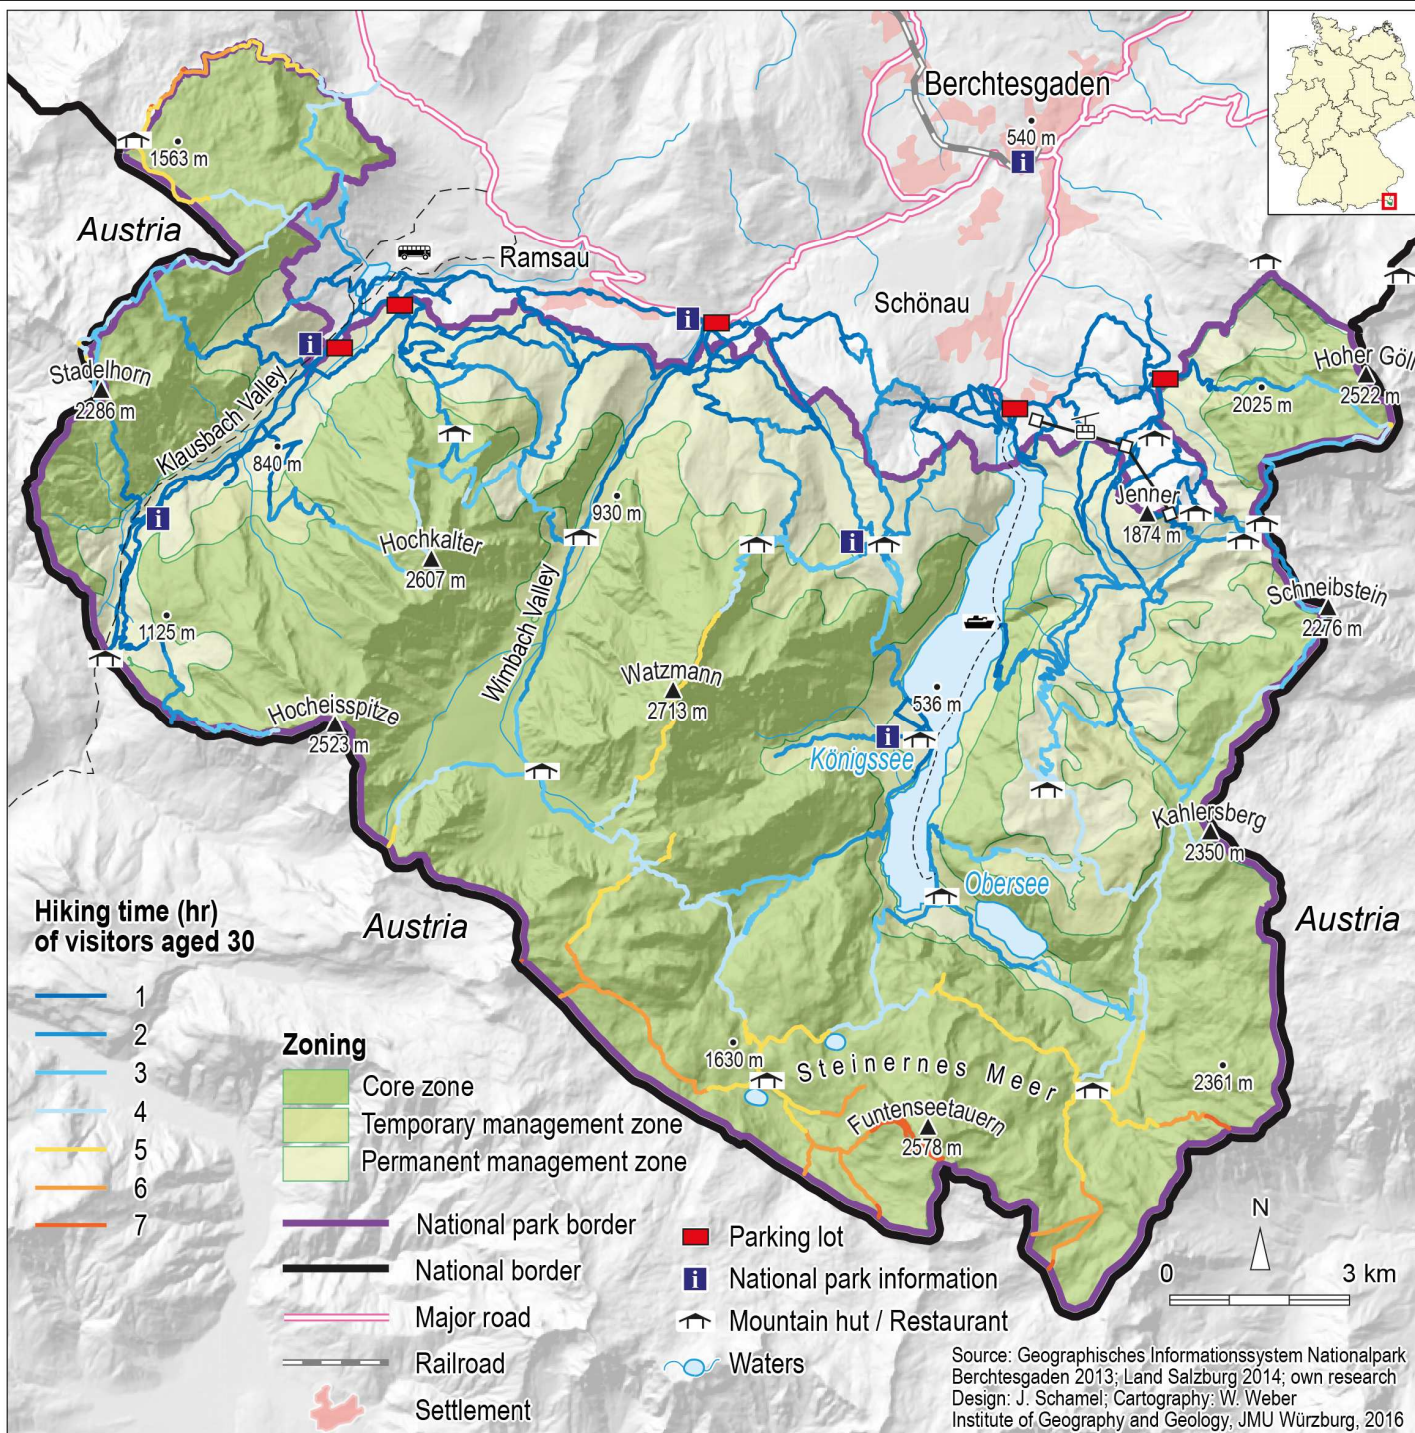 Berchtesgaden
540 m
1563 m
Austria
Ramsau
Schönau
Stadelhorn
2286 m
Klausbach Valley
840 m
Hoher Göll
2522 m
2025 m
930 m
Jenner
1874 m
Hochkalter
2607 m
Wimbach Valley
1125 m
Schneibstein
2276 m
Watzmann
2713 m
536 m
Hocheisspitze
2523 m
Königssee
Kahlersberg
2350 m
Obersee
Austria
Austria
1630 m
Steinernes Meer
2361 m
Funtenseetauern
2578 m
Hiking time (hr)
of visitors aged 30
1
2
3
4
5
6
7
Zoning
Core zone
Temporary management zone
Permanent management zone
National park border
National border
Major road
Railroad
Settlement
Parking lot
i National park information
Mountain hut / Restaurant
Waters
N
0 3 km
Source: Geographisches Informationssystem Nationalpark
Berchtesgaden 2013; Land Salzburg 2014; own research
Design: J. Schamel; Cartography: W. Weber
Institute of Geography and Geology, JMU Würzburg, 2016